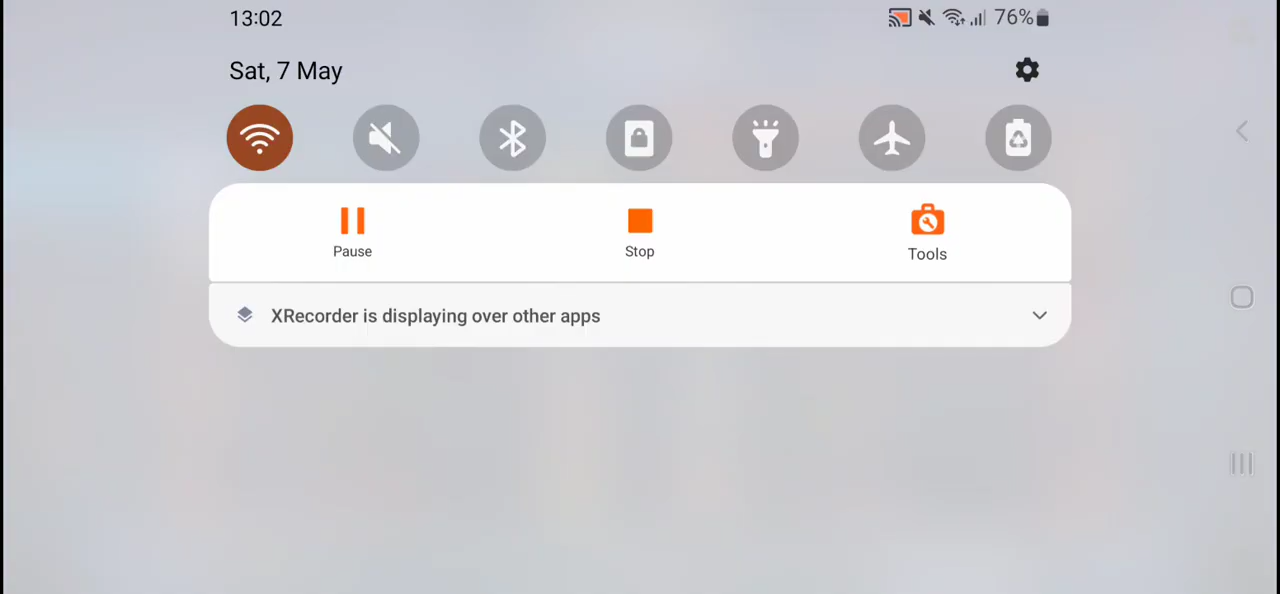 13:02
76%
Sat, 7 May
Pause
Stop
Tools
XRecorder is displaying over other apps